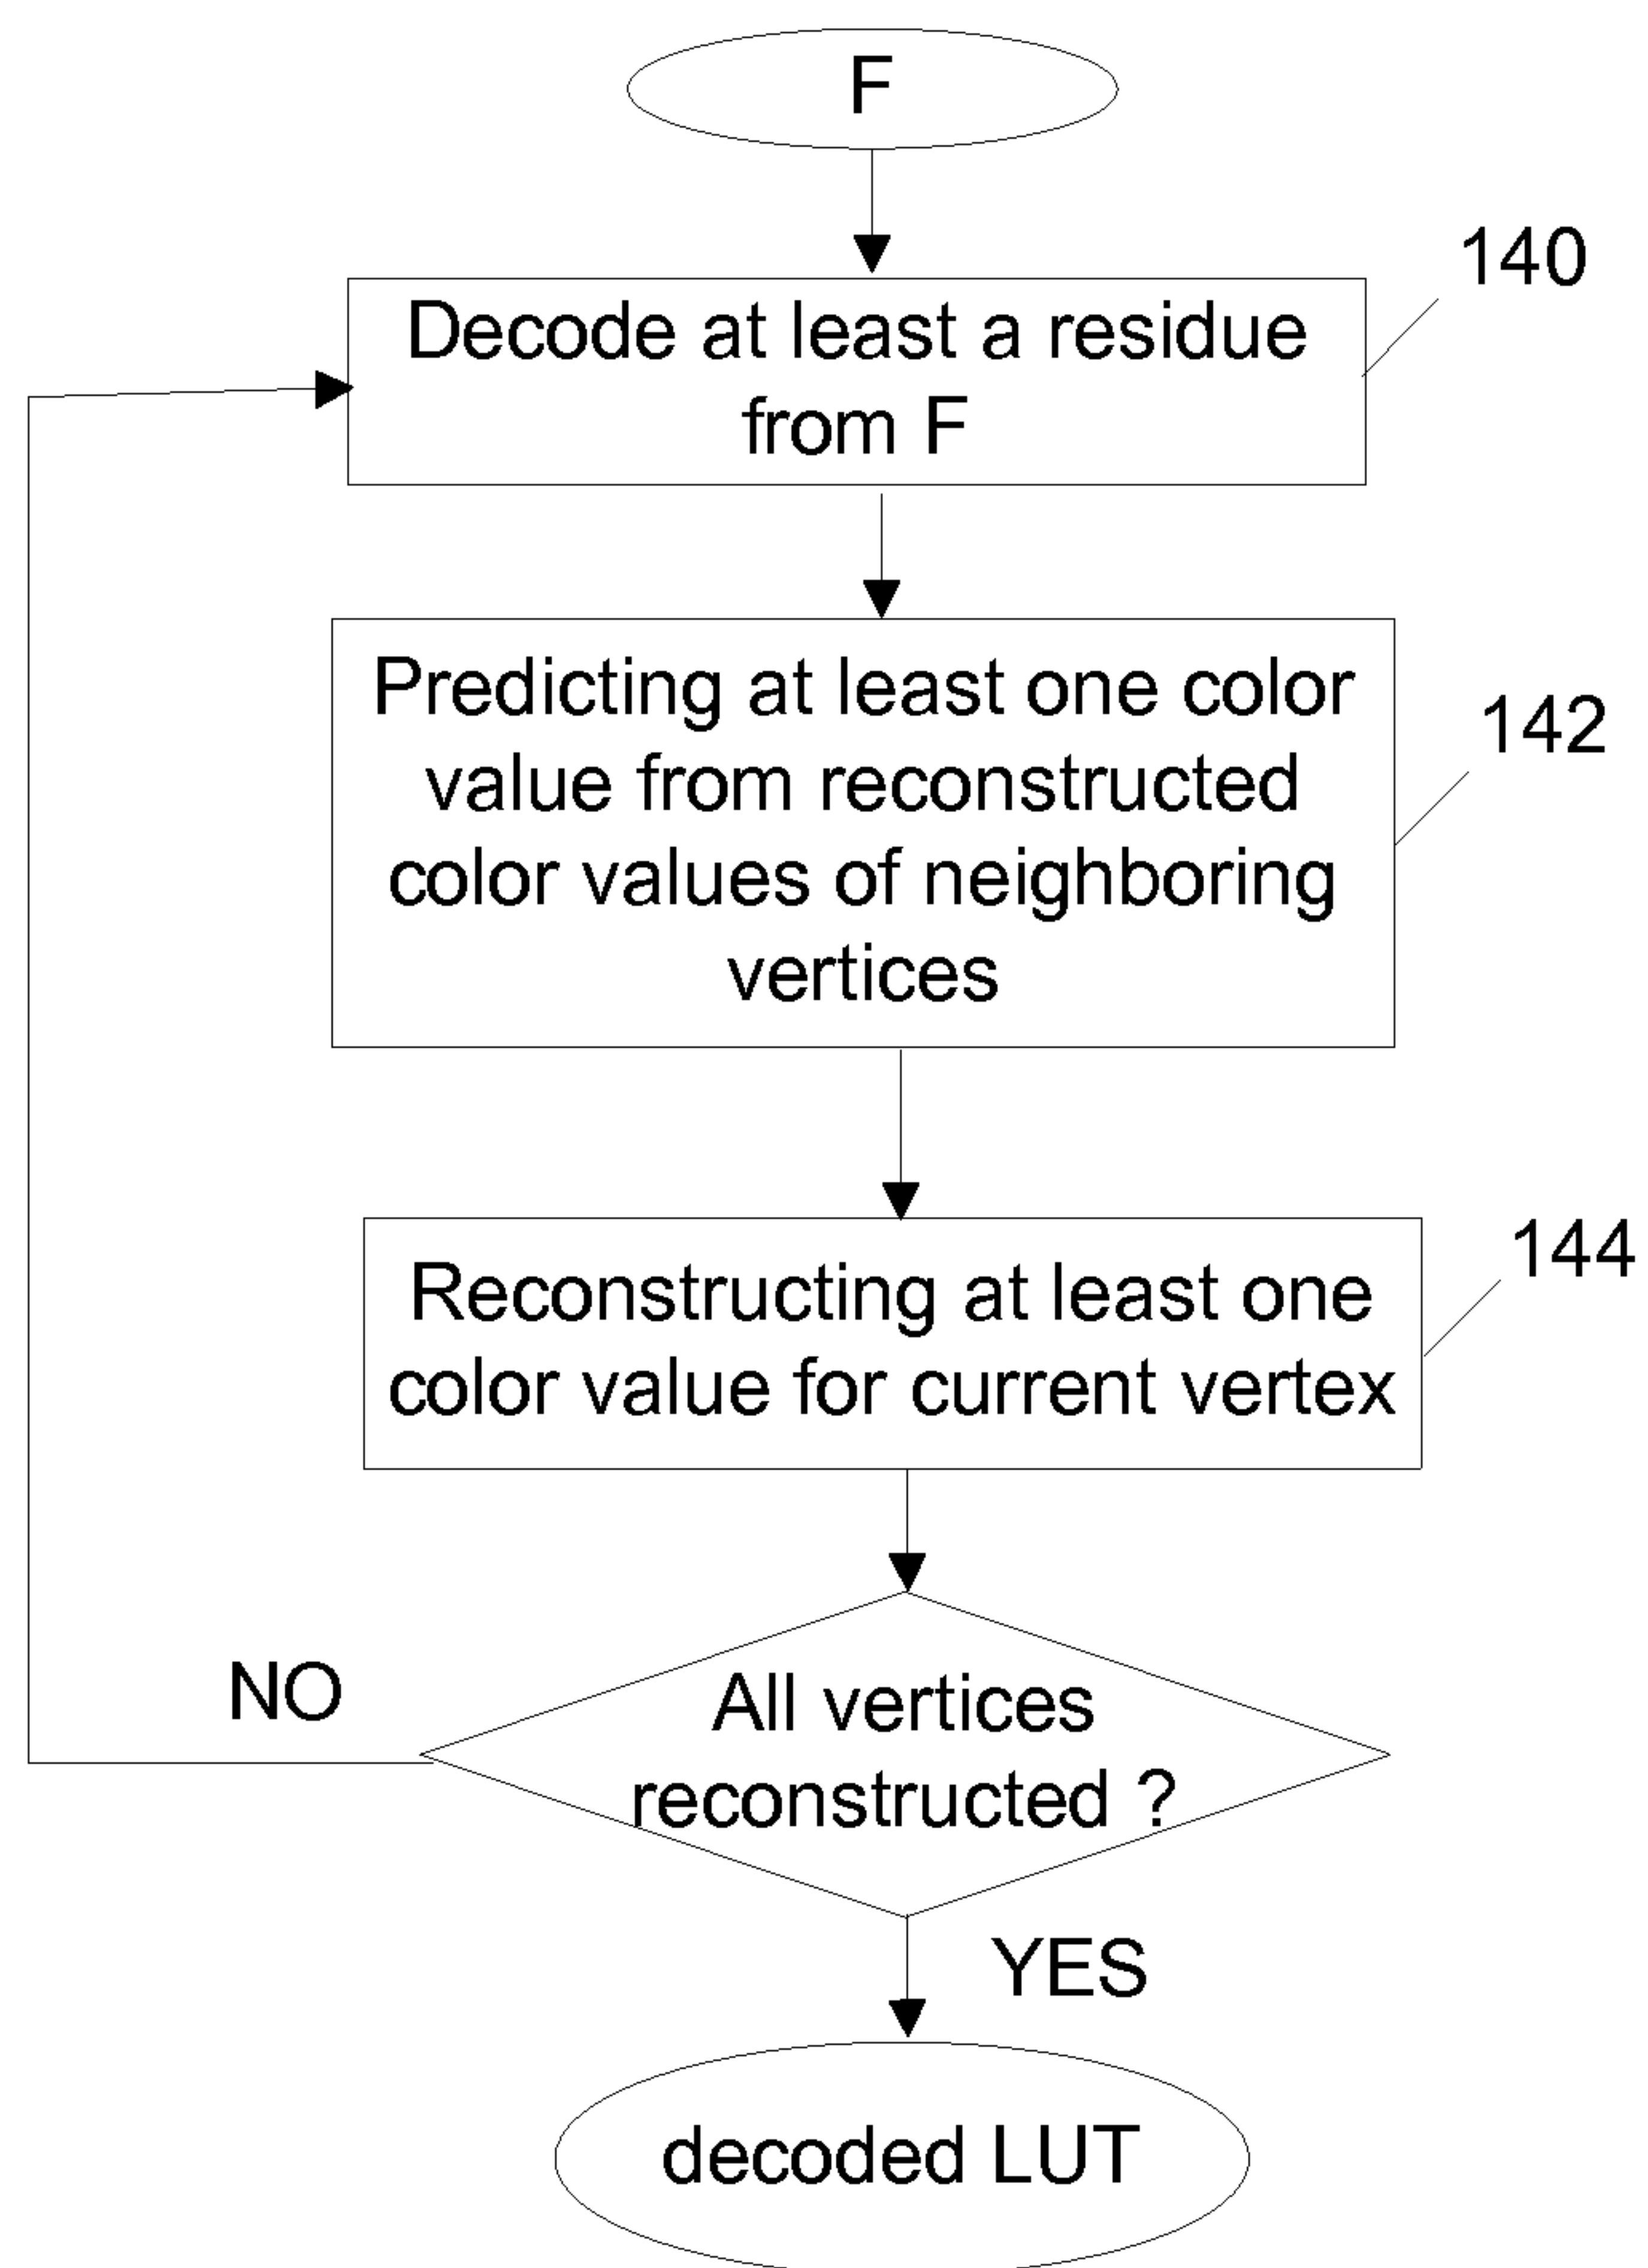 F
140
Decode at least a residue
from F
142
Predicting at least one color
value from reconstructed
color values of neighboring
vertices
144
Reconstructing at least one
color value for current vertex
NO
All vertices
reconstructed ?
YES
decoded LUT